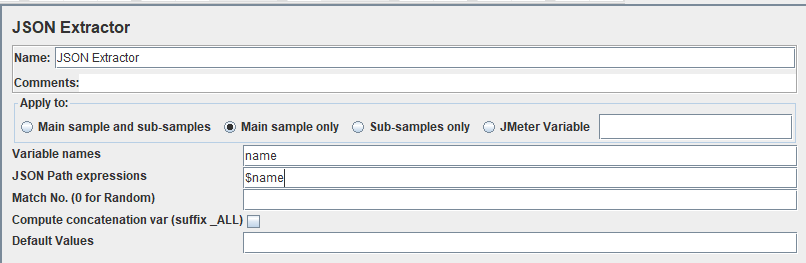 JSON Extractor
Name: JSON Extractor
Comments:
Apply to:
Main sample and sub-samples Main sample only Sub-samples only JMeter Variable
Variable names name
JSON Path expressions $name
Match No. (0 for Random)
Compute concatenation var (suffix _ALL)
Default Values